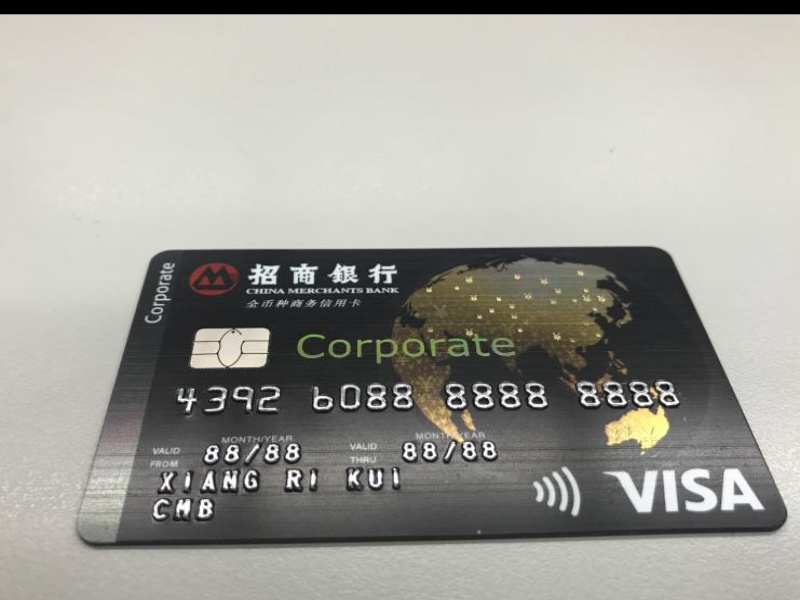 Corporate
招商銀行
CHINA MERCHANTS BANK
全币种商务信用卡
Corporate
4392 6088 8888 8888
MONTH/YEAR MONTH/YEAR
VALID FROM 88/88 VALID THRU 88/88
XIANG RI KUI
CMB
VISA